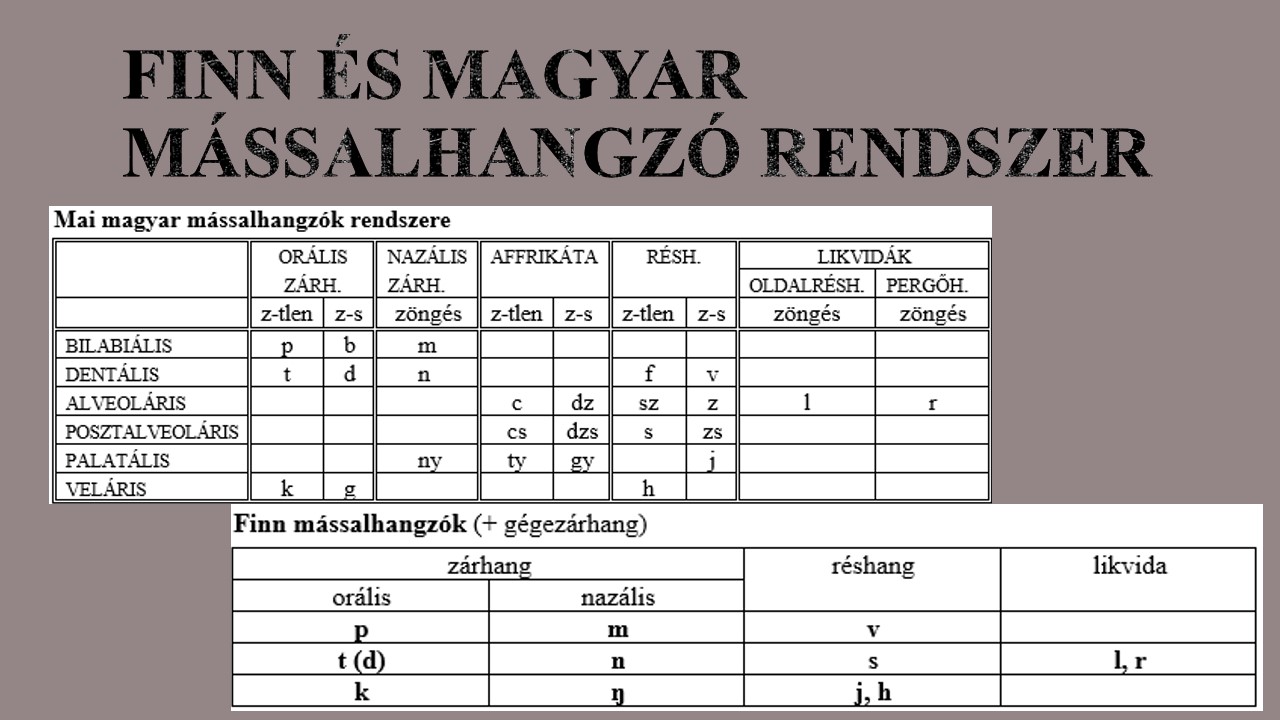 FINN ÉS MAGYAR
MÁSSALHANGZÓ RENDSZER
Mai magyar mássalhangzók rendszere
ORÁLIS ZÁRH. NAZÁLIS ZÁRH. AFFRIKÁTA RÉSH. LIKVIDÁK
OLDALRÉSH. PERGŐH.
z-tlen z-s zöngés z-tlen z-s z-tlen z-s zöngés zöngés
BILABIÁLIS p b m
DENTÁLIS t d n f v
ALVEOLÁRIS c dz sz z l r
POSZTALVEOLÁRIS cs dzs s zs
PALATÁLIS ny ty gy j
VELÁRIS k g h
Finn mássalhangzók (+ gégezárhang)
zárhang réshang likvida
orális nazális
p m v
t (d) n s l, r
k ŋ j, h